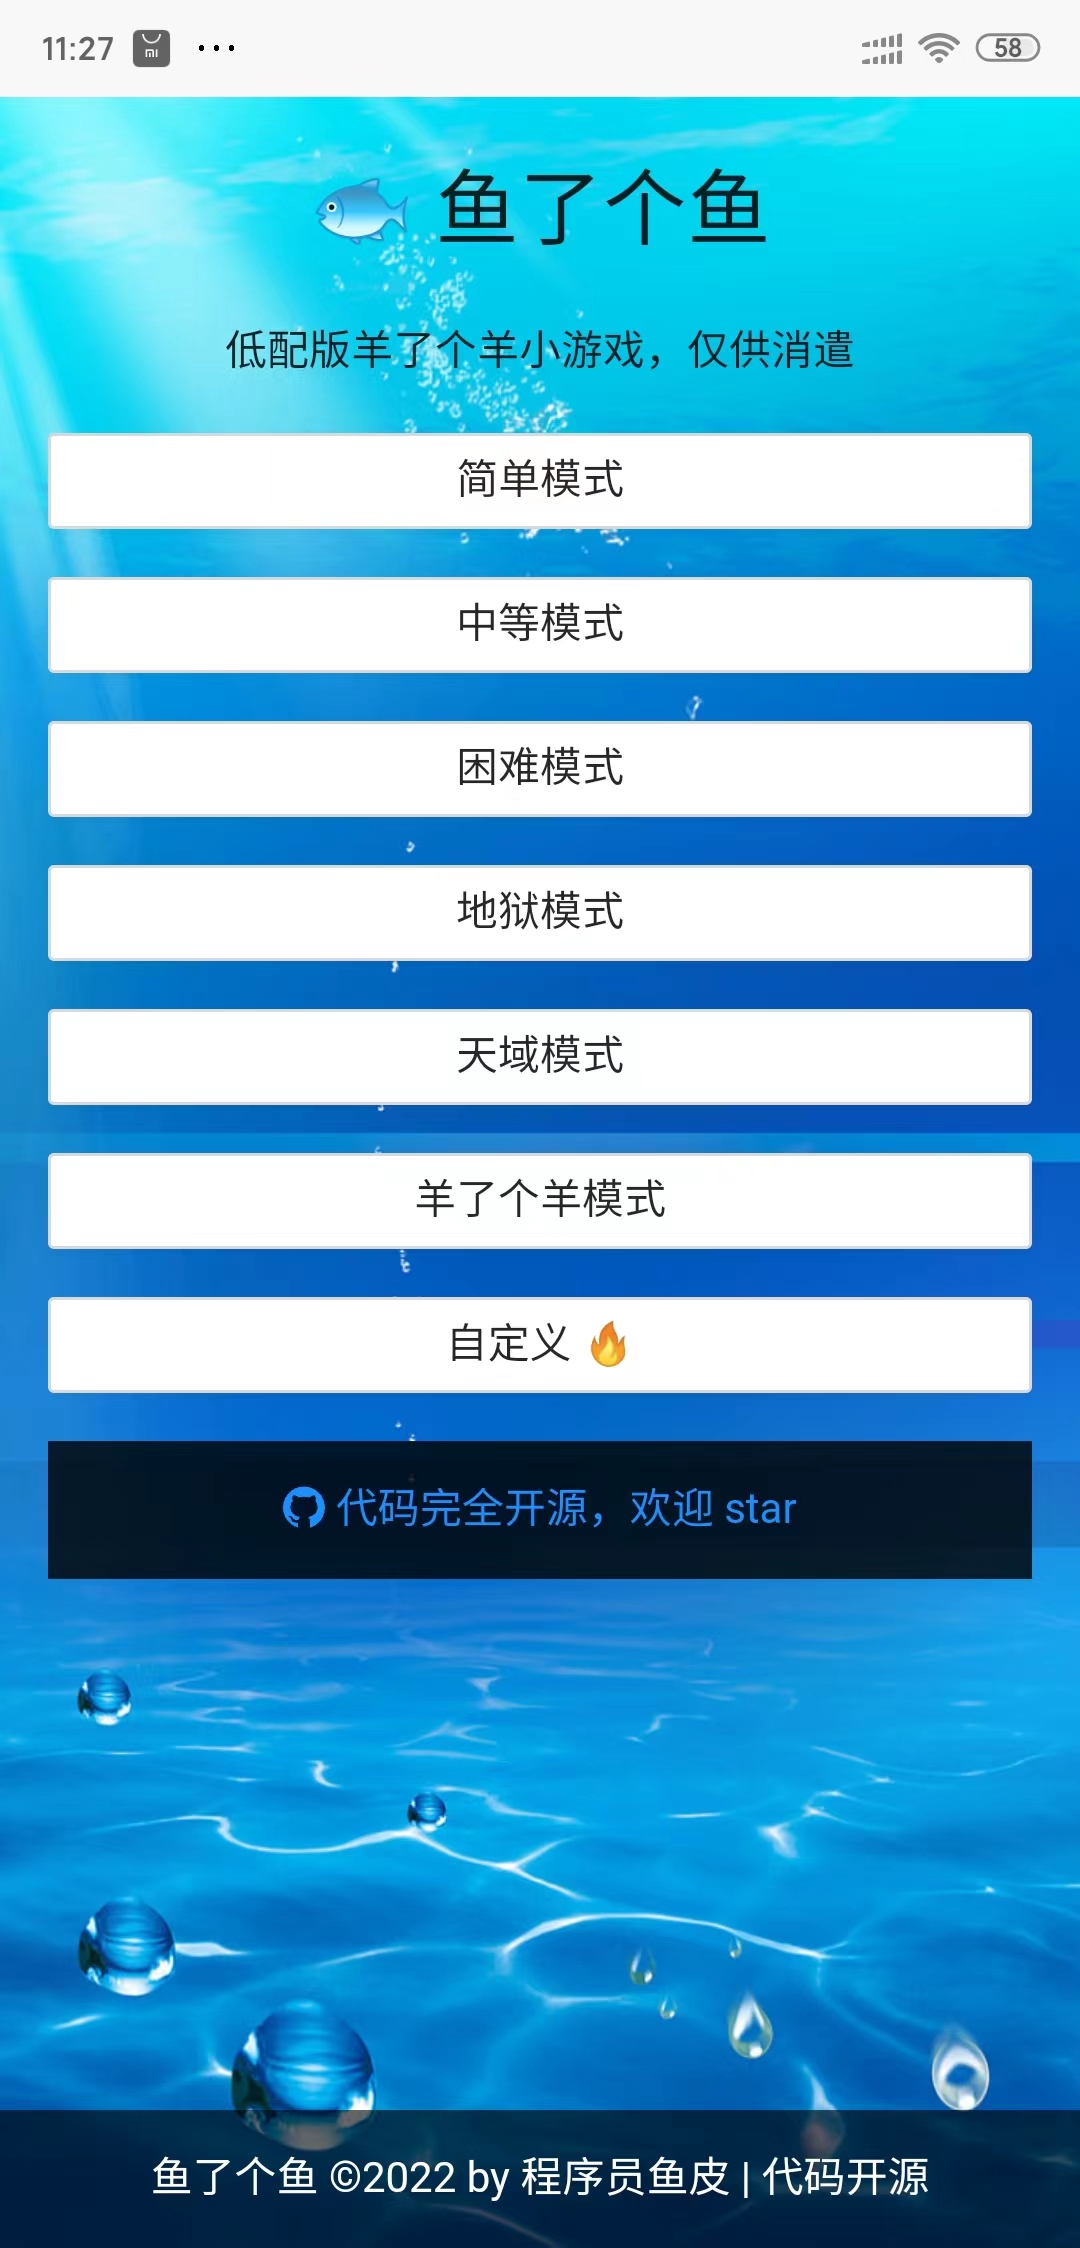 11:27
58
鱼了个鱼
低配版羊了个羊小游戏，仅供消遣
简单模式
中等模式
困难模式
地狱模式
天域模式
羊了个羊模式
自定义 🔥
代码完全开源，欢迎 star
鱼了个鱼 ©2022 by 程序员鱼皮 | 代码开源